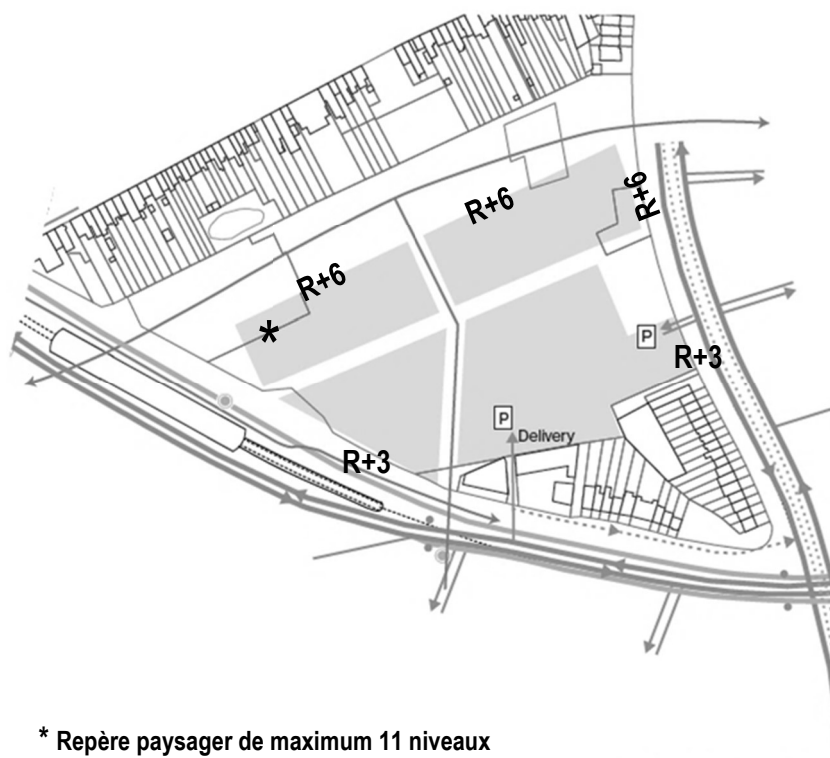 R+6
R+6
R+6
P
R+3
P
Delivery
R+3
* Repère paysager de maximum 11 niveaux